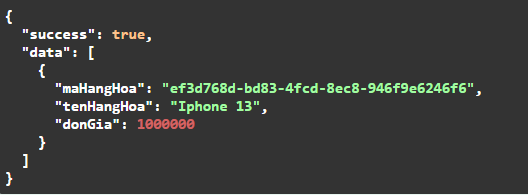 {
  "success": true,
  "data": [
    {
      "maHangHoa": "ef3d768d-bd83-4fcd-8ec8-946f9e6246f6",
      "tenHangHoa": "Iphone 13",
      "donGia": 1000000
    }
  ]
}